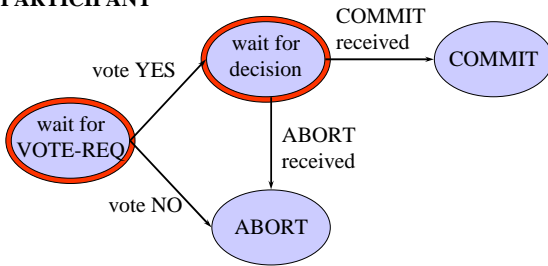 PARTICIPANT
COMMIT
received
wait for
decision
COMMIT
vote YES
wait for
VOTE-REQ
ABORT
received
vote NO
ABORT